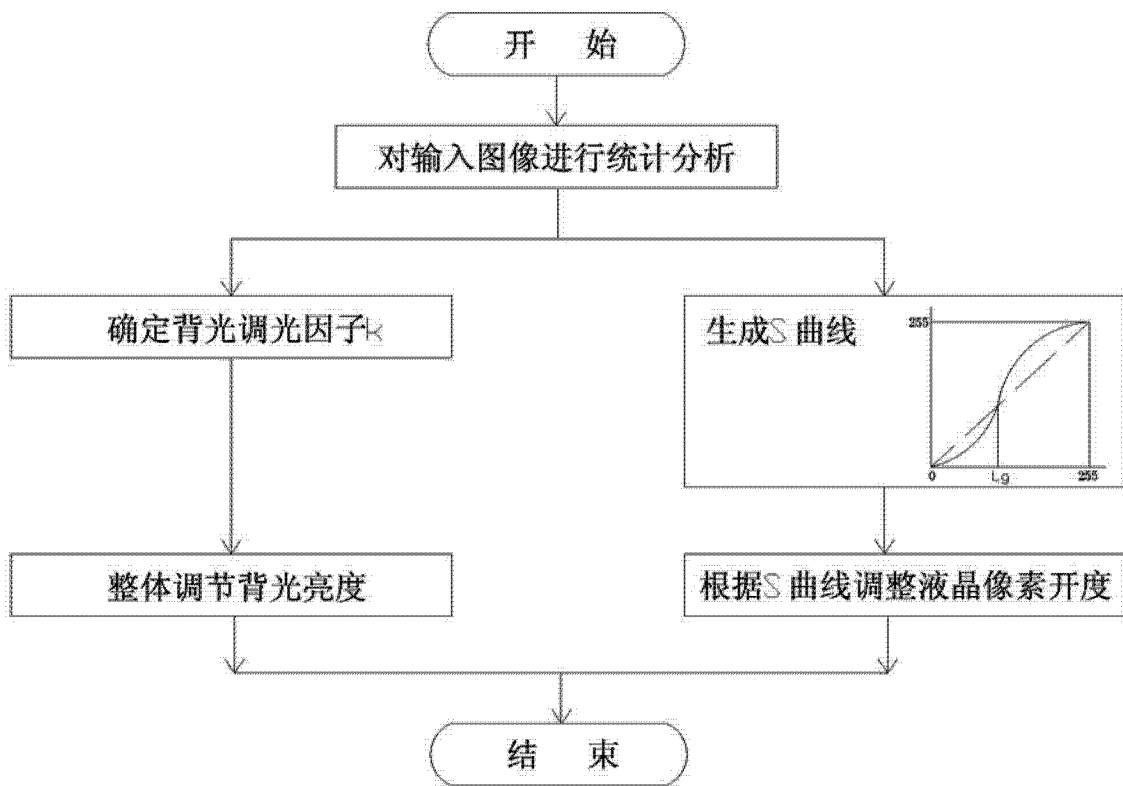 开 始
对输入图像进行统计分析
确定背光调光因子k
生成S曲线
255
0
Lg
255
整体调节背光亮度
根据S曲线调整液晶像素开度
结 束